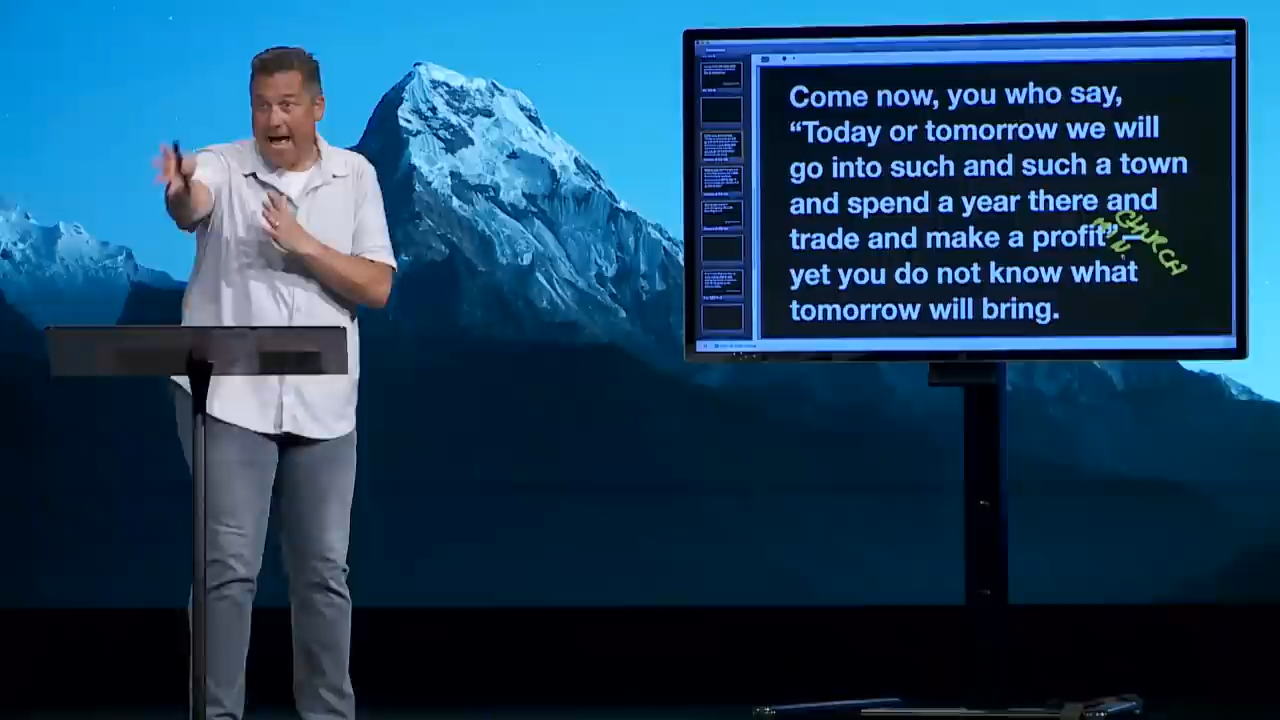 Come now, you who say,
“Today or tomorrow we will
go into such and such a town
and spend a year there and
trade and make a profit”—
yet you do not know what
tomorrow will bring.
CHURCH